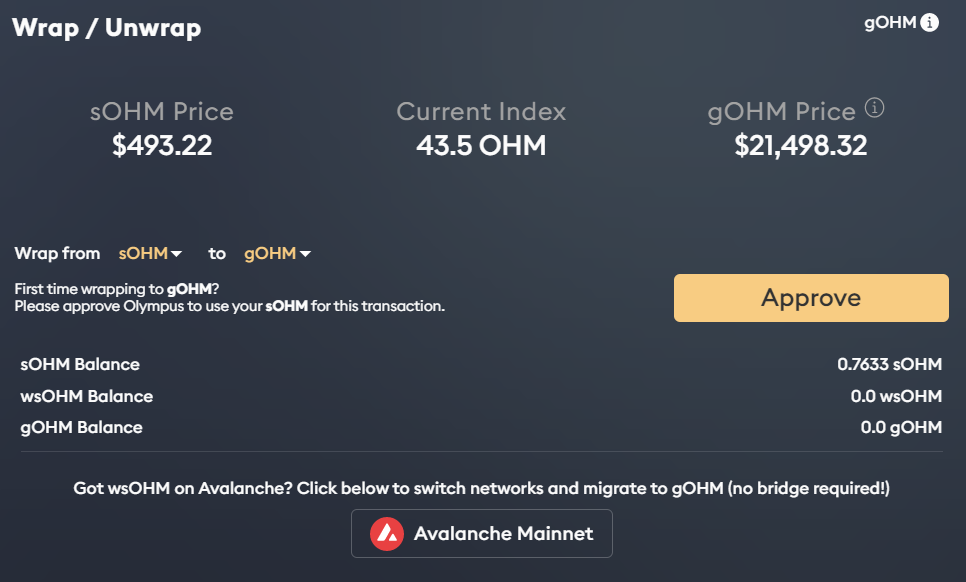 Wrap / Unwrap
gOHM
sOHM Price
$493.22
Current Index
43.5 OHM
gOHM Price
$21,498.32
Wrap from sOHM to gOHM
First time wrapping to gOHM?
Please approve Olympus to use your sOHM for this transaction.
Approve
sOHM Balance 0.7633 sOHM
wsOHM Balance 0.0 wsOHM
gOHM Balance 0.0 gOHM
Got wsOHM on Avalanche? Click below to switch networks and migrate to gOHM (no bridge required!)
Avalanche Mainnet